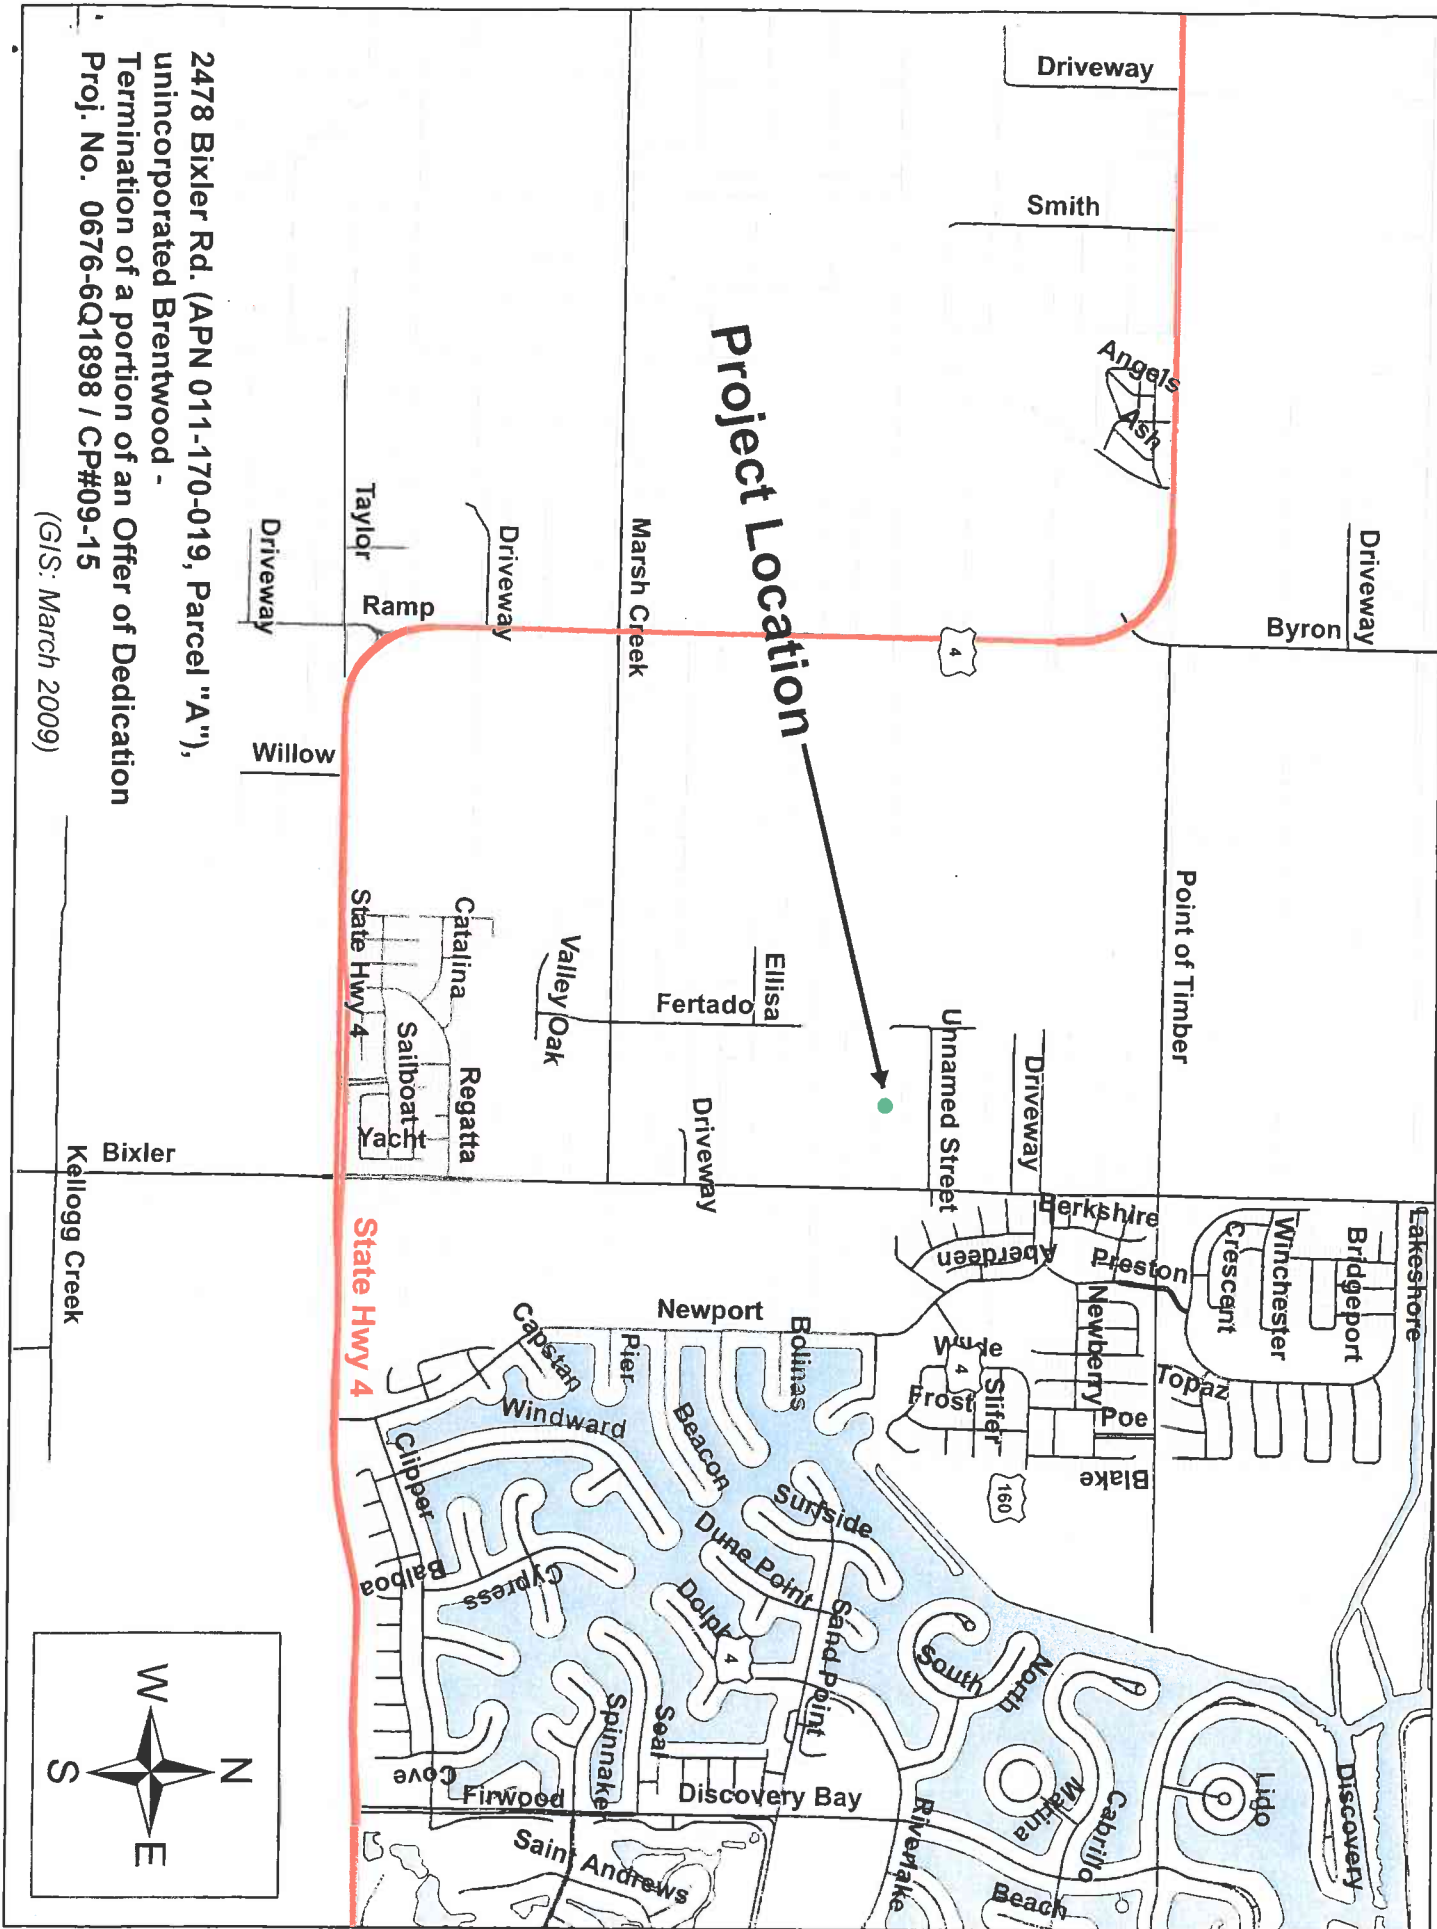 Lakeshore
Bridgeport
Winchester
Crescent
Discovery
Lido
Driveway
Byron
Point of Timber
Berkshire
Preston
Aberdeen
Newberry
Topaz
Poe
Blake
Wilde
4
Frost
Slifer
160
Driveway
Smith
Angels
Ash
4
Project Location
Unnamed Street
Driveway
Ellisa
Fertado
Driveway
Marsh Creek
Valley Oak
Newport
Bolinas
Pier
Capstan
Windward
Beacon
Surfside
Dune Point
Dolph
4
Sand Point
South
North
Cabrillo
Marina
Beach
Riverlake
Discovery Bay
Seal
Spinnaker
Firwood
Saint Andrews
Cove
Cypress
Balboa
Clipper
Driveway
Ramp
Taylor
Driveway
Willow
Catalina
Regatta
Sailboat
Yacht
State Hwy 4
State Hwy 4
Bixler
Kellogg Creek
2478 Bixler Rd. (APN 011-170-019, Parcel "A"),
unincorporated Brentwood -
Termination of a portion of an Offer of Dedication
Proj. No. 0676-6Q1898 / CP#09-15
(GIS: March 2009)
N
W
E
S